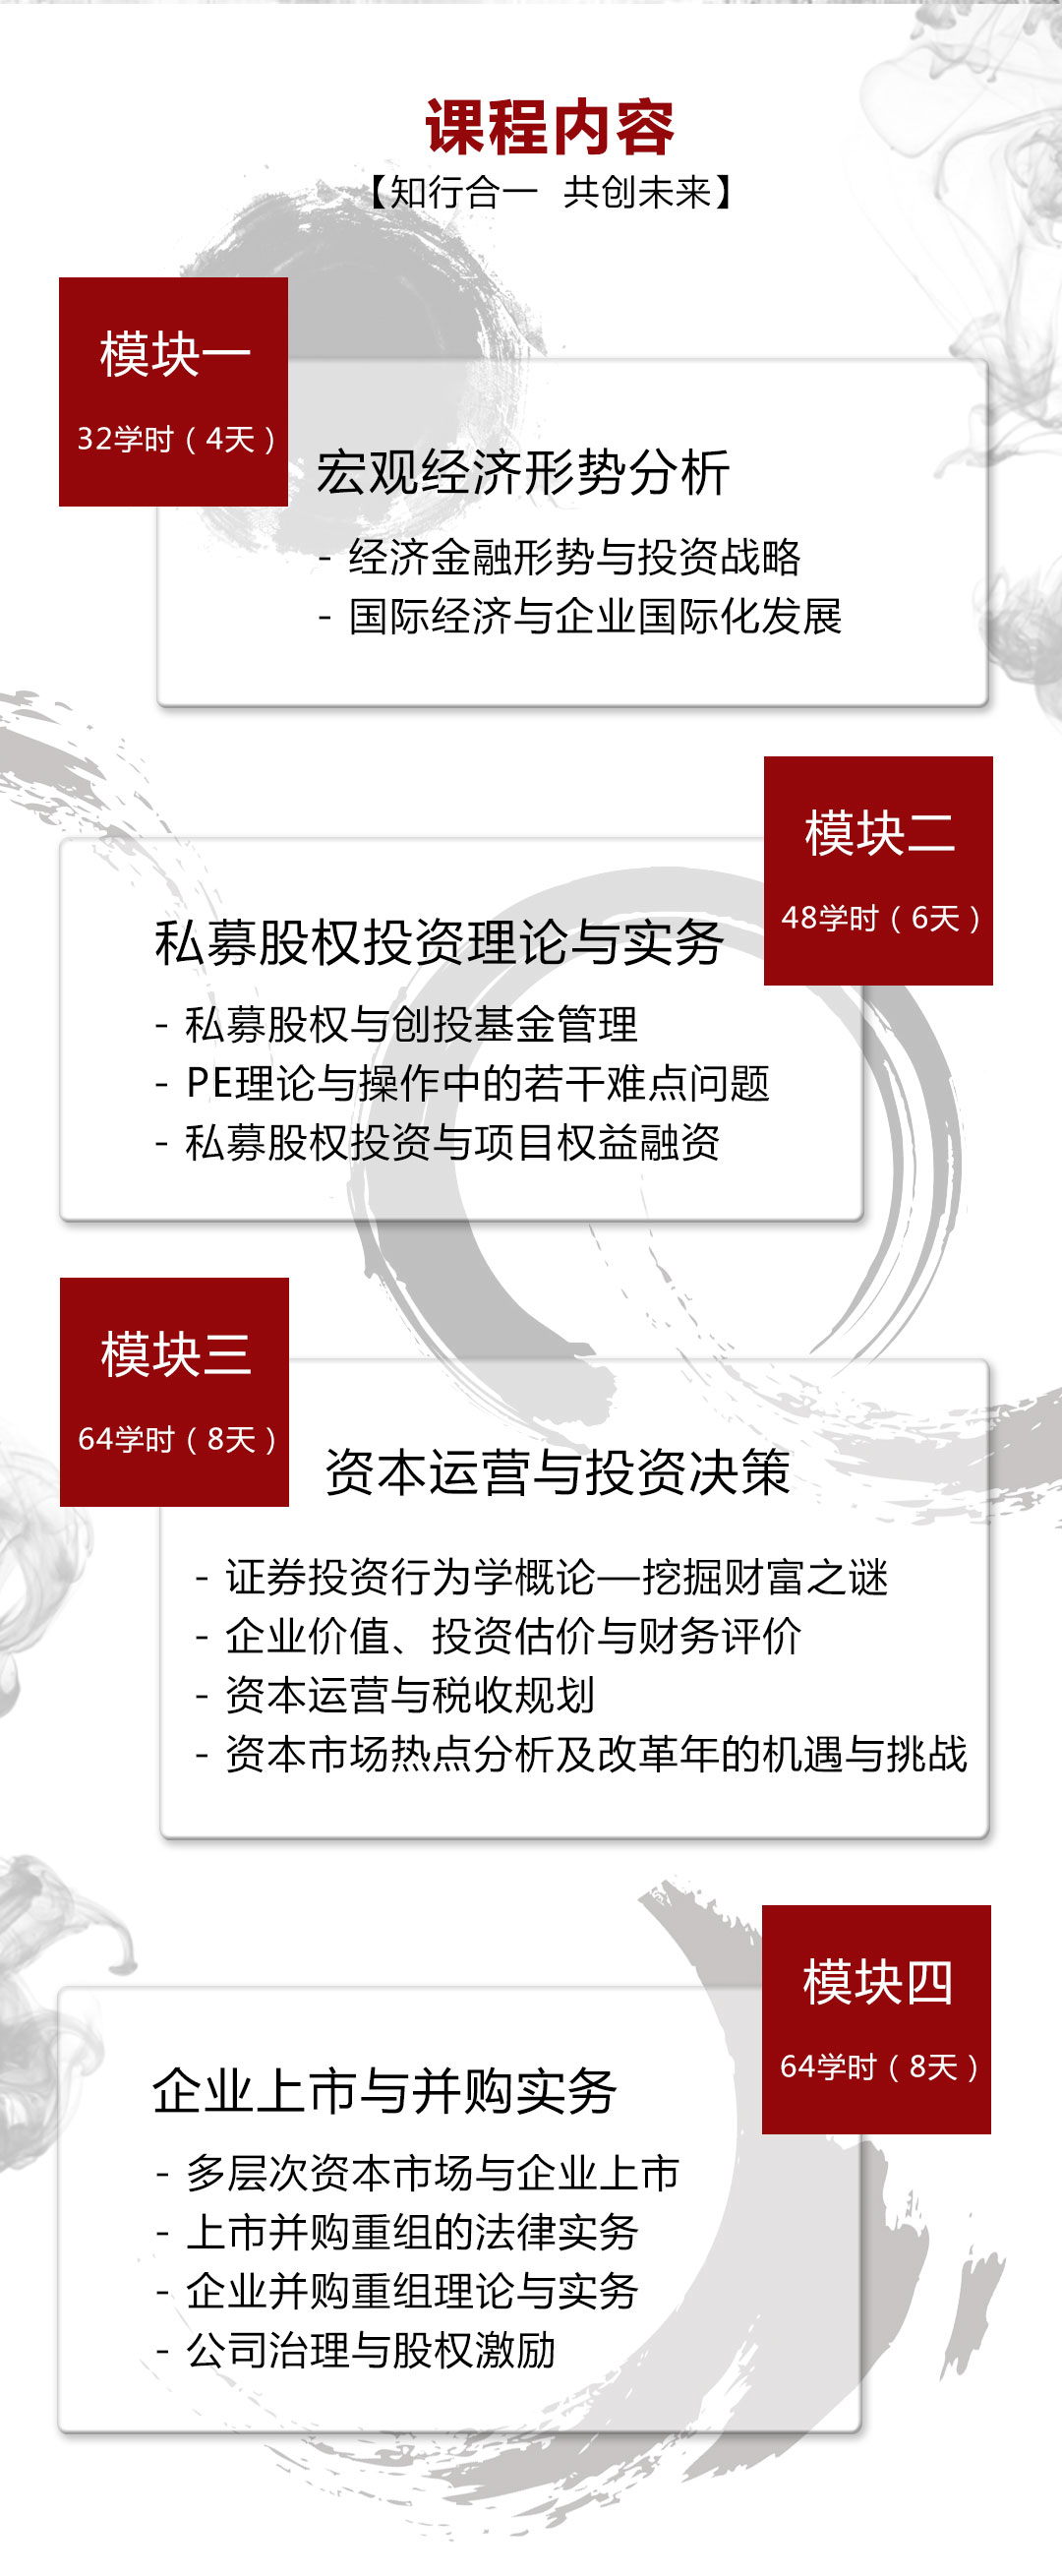 课程内容
【知行合一 共创未来】
模块一
32学时（4天）
宏观经济形势分析
- 经济金融形势与投资战略
- 国际经济与企业国际化发展
模块二
48学时（6天）
私募股权投资理论与实务
- 私募股权与创投基金管理
- PE理论与操作中的若干难点问题
- 私募股权投资与项目权益融资
模块三
64学时（8天）
资本运营与投资决策
- 证券投资行为学概论—挖掘财富之谜
- 企业价值、投资估价与财务评价
- 资本运营与税收规划
- 资本市场热点分析及改革年的机遇与挑战
模块四
64学时（8天）
企业上市与并购实务
- 多层次资本市场与企业上市
- 上市并购重组的法律实务
- 企业并购重组理论与实务
- 公司治理与股权激励